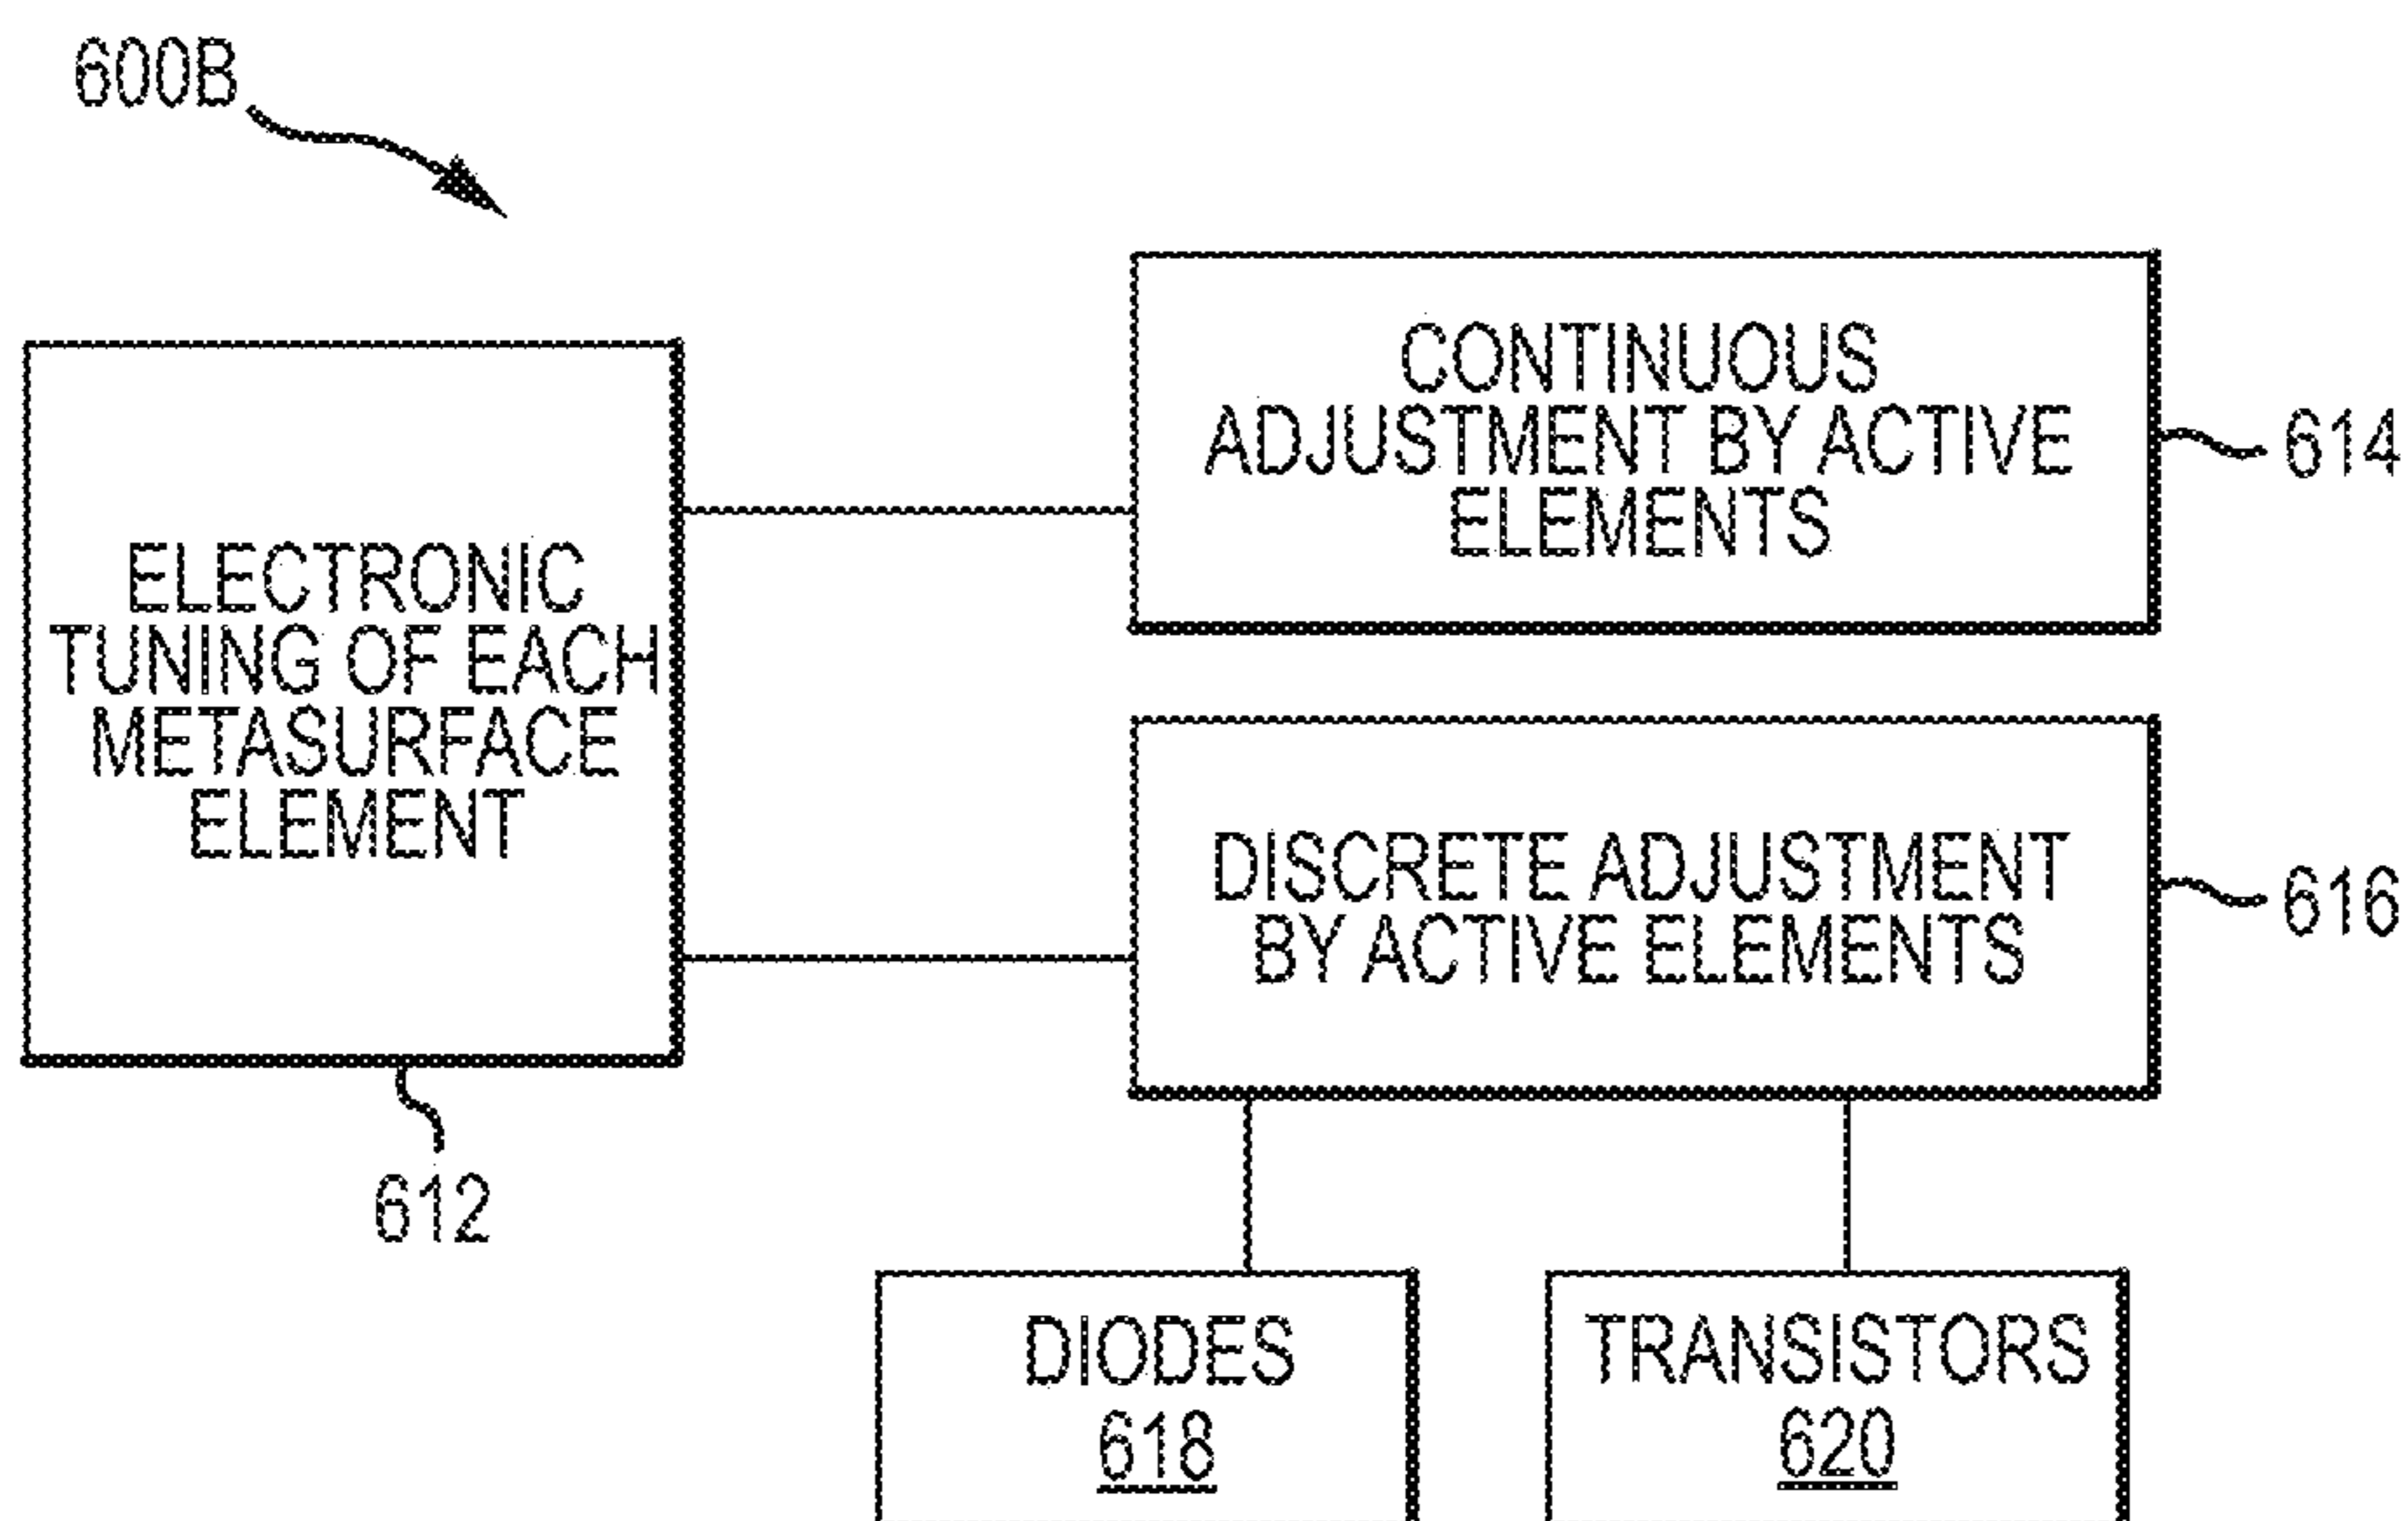 600B
CONTINUOUS
ADJUSTMENT BY ACTIVE
ELEMENTS
614
ELECTRONIC
TUNING OF EACH
METASURFACE
ELEMENT
612
DISCRETE ADJUSTMENT
BY ACTIVE ELEMENTS
616
DIODES
618
TRANSISTORS
620